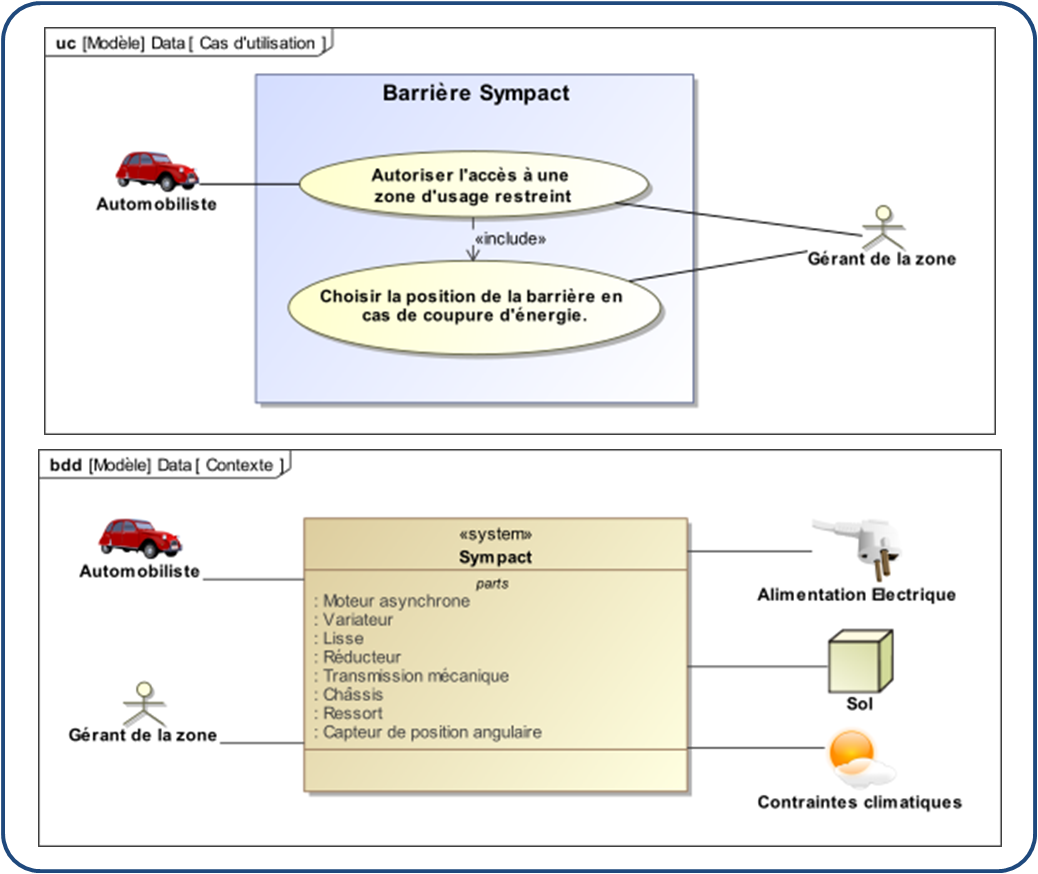 uc [Modèle] Data [ Cas d'utilisation ]
Barrière Sympact
Autoriser l'accès à une
zone d'usage restreint
Automobiliste
«include»
Gérant de la zone
Choisir la position de la barrière en
cas de coupure d'énergie.
bdd [Modèle] Data [ Contexte ]
«system»
Sympact
Automobiliste
parts
: Moteur asynchrone
: Variateur
: Lisse
: Réducteur
: Transmission mécanique
: Châssis
: Ressort
: Capteur de position angulaire
Gérant de la zone
Alimentation Electrique
Sol
Contraintes climatiques